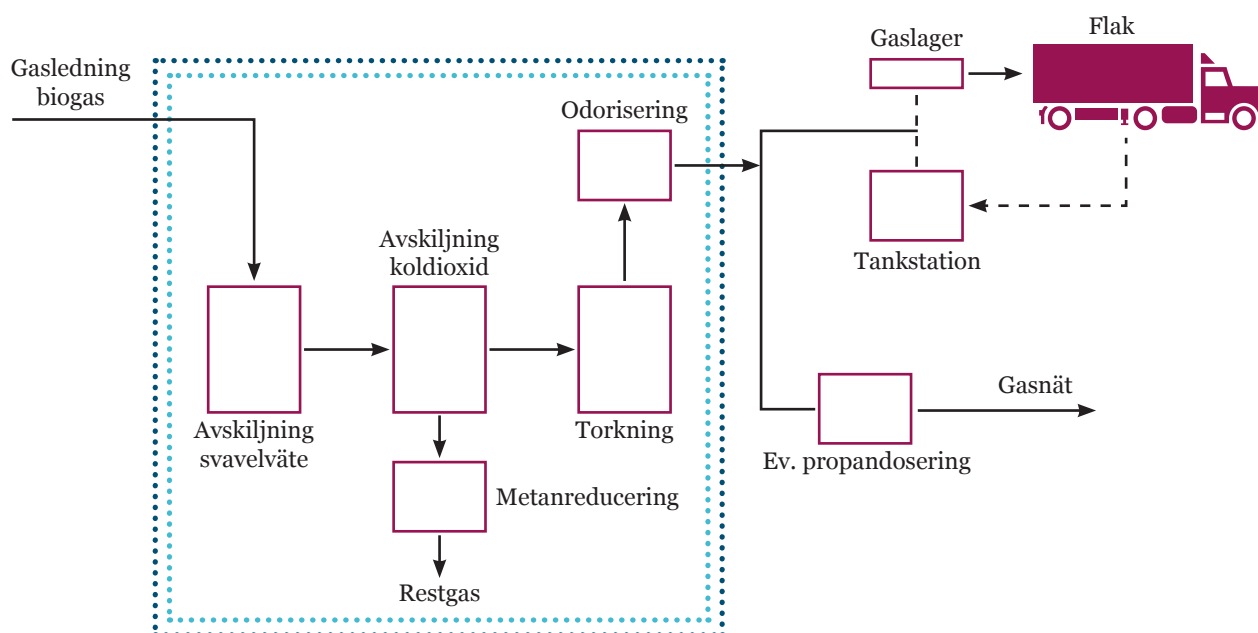 Gasledning
biogas
Gaslager
Flak
Odorisering
Avskiljning
koldioxid
Tankstation
Gasnät
Avskiljning
svavelväte
Torkning
Ev. propandosering
Metanreducering
Restgas